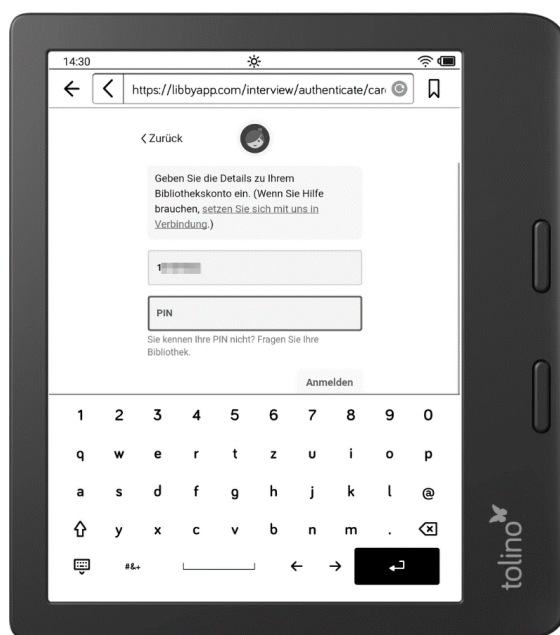 14:30
https://libbyapp.com/interview/authenticate/car
Zurück
Geben Sie die Details zu Ihrem
Bibliothekskonto ein. (Wenn Sie Hilfe
brauchen, setzen Sie sich mit uns in
Verbindung.)
1
PIN
Sie kennen Ihre PIN nicht? Fragen Sie Ihre
Bibliothek.
Anmelden
1 2 3 4 5 6 7 8 9 0
q w e r t z u i o p
a s d f g h j k l @
y x c v b n m .
#&+
tolino